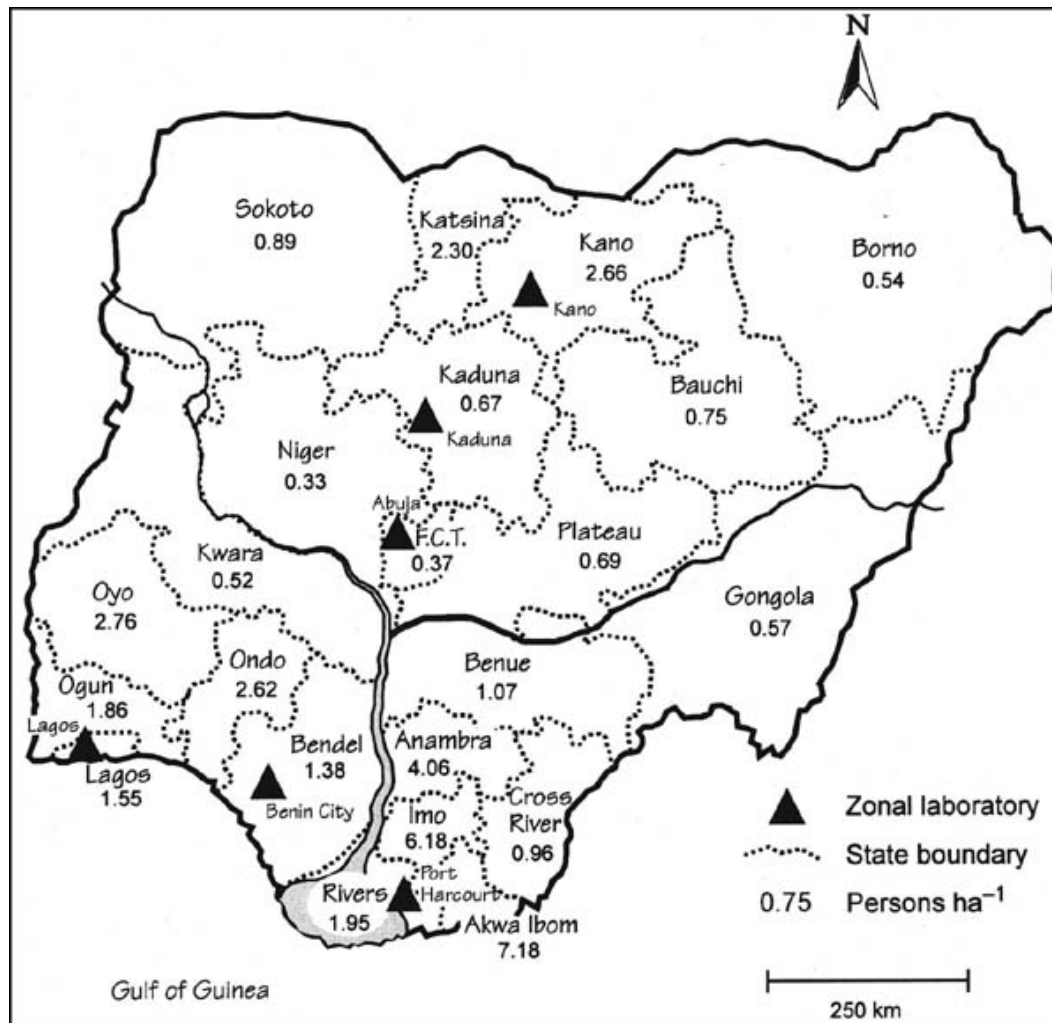 N
Sokoto
0.89
Katsina
2.30
Kano
2.66
Kano
Borno
0.54
Kaduna
0.67
Kaduna
Bauchi
0.75
Niger
0.33
Abuja
F.C.T.
0.37
Plateau
0.69
Kwara
0.52
Oyo
2.76
Gongola
0.57
Ondo
2.62
Benue
1.07
Ogun
1.86
Lagos
Lagos
1.55
Bendel
1.38
Benin City
Anambra
4.06
Imo
6.18
Cross
River
0.96
Rivers
1.95
Port
Harcourt
Akwa Ibom
7.18
Zonal laboratory
State boundary
0.75 Persons ha⁻¹
Gulf of Guinea
250 km